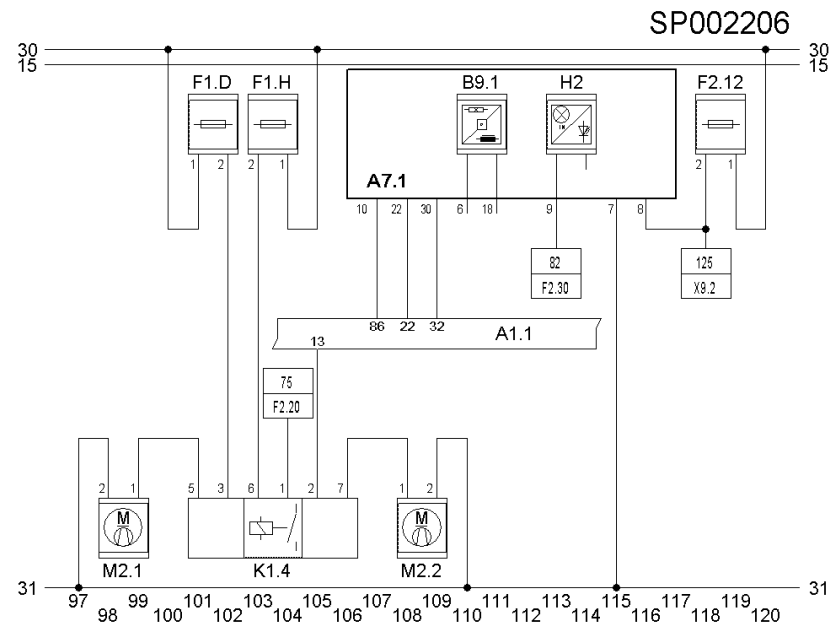 SP002206
30 30
15 15
F1.D F1.H B9.1 H2 F2.12
P
1 2 2 1 2 1
A7.1
10 22 30 6 18 9 7 8
82 125
F2.30 X9.2
86 22 32 A1.1
13
75
F2.20
2 1 5 3 6 1 2 7 1 2
M M
M2.1 K1.4 M2.2
31 31
97 99 101 103 105 107 109 111 113 115 117 119
98 100 102 104 106 108 110 112 114 116 118 120